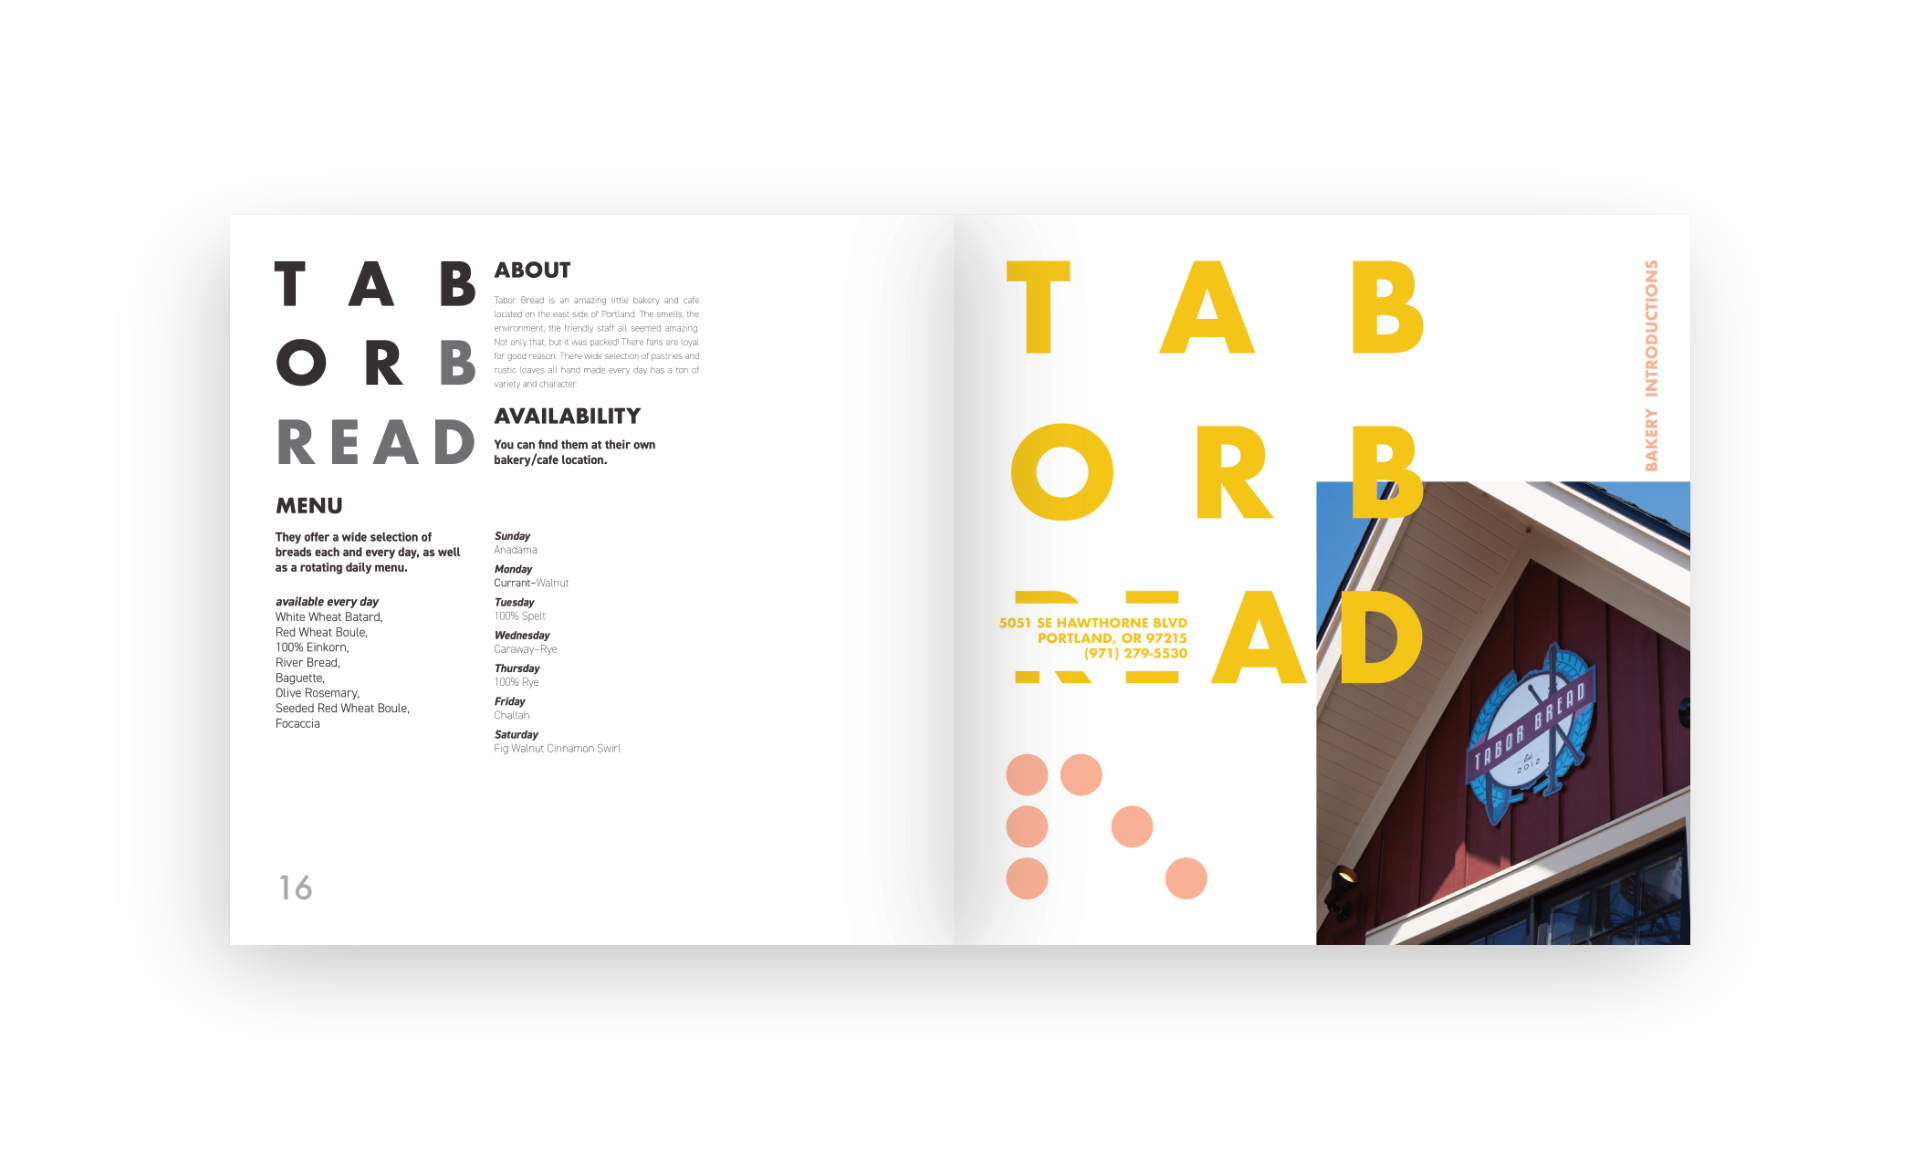 T A B
O R B
READ
ABOUT
Tabor Bread is an amazing little bakery and cafe
located on the east side of Portland. The smells, the
environment, the friendly staff all seemed amazing.
Not only that, but it was packed! There fans are loyal
for good reason. There wide selection of pastries and
rustic loaves all hand made every day has a ton of
variety and character.
AVAILABILITY
You can find them at their own
bakery/cafe location.
MENU
They offer a wide selection of
breads each and every day, as well
as a rotating daily menu.
available every day
White Wheat Batard,
Red Wheat Boule,
100% Einkorn,
River Bread,
Baguette,
Olive Rosemary,
Seeded Red Wheat Boule,
Focaccia
Sunday
Anadama
Monday
Currant-Walnut
Tuesday
100% Spelt
Wednesday
Caraway-Rye
Thursday
100% Rye
Friday
Challah
Saturday
Fig Walnut Cinnamon Swirl
16
T A B
O R B
READ
5051 SE HAWTHORNE BLVD
PORTLAND, OR 97215
(971) 279-5530
BAKERY INTRODUCTIONS
TABOR BREAD
Est.
2012